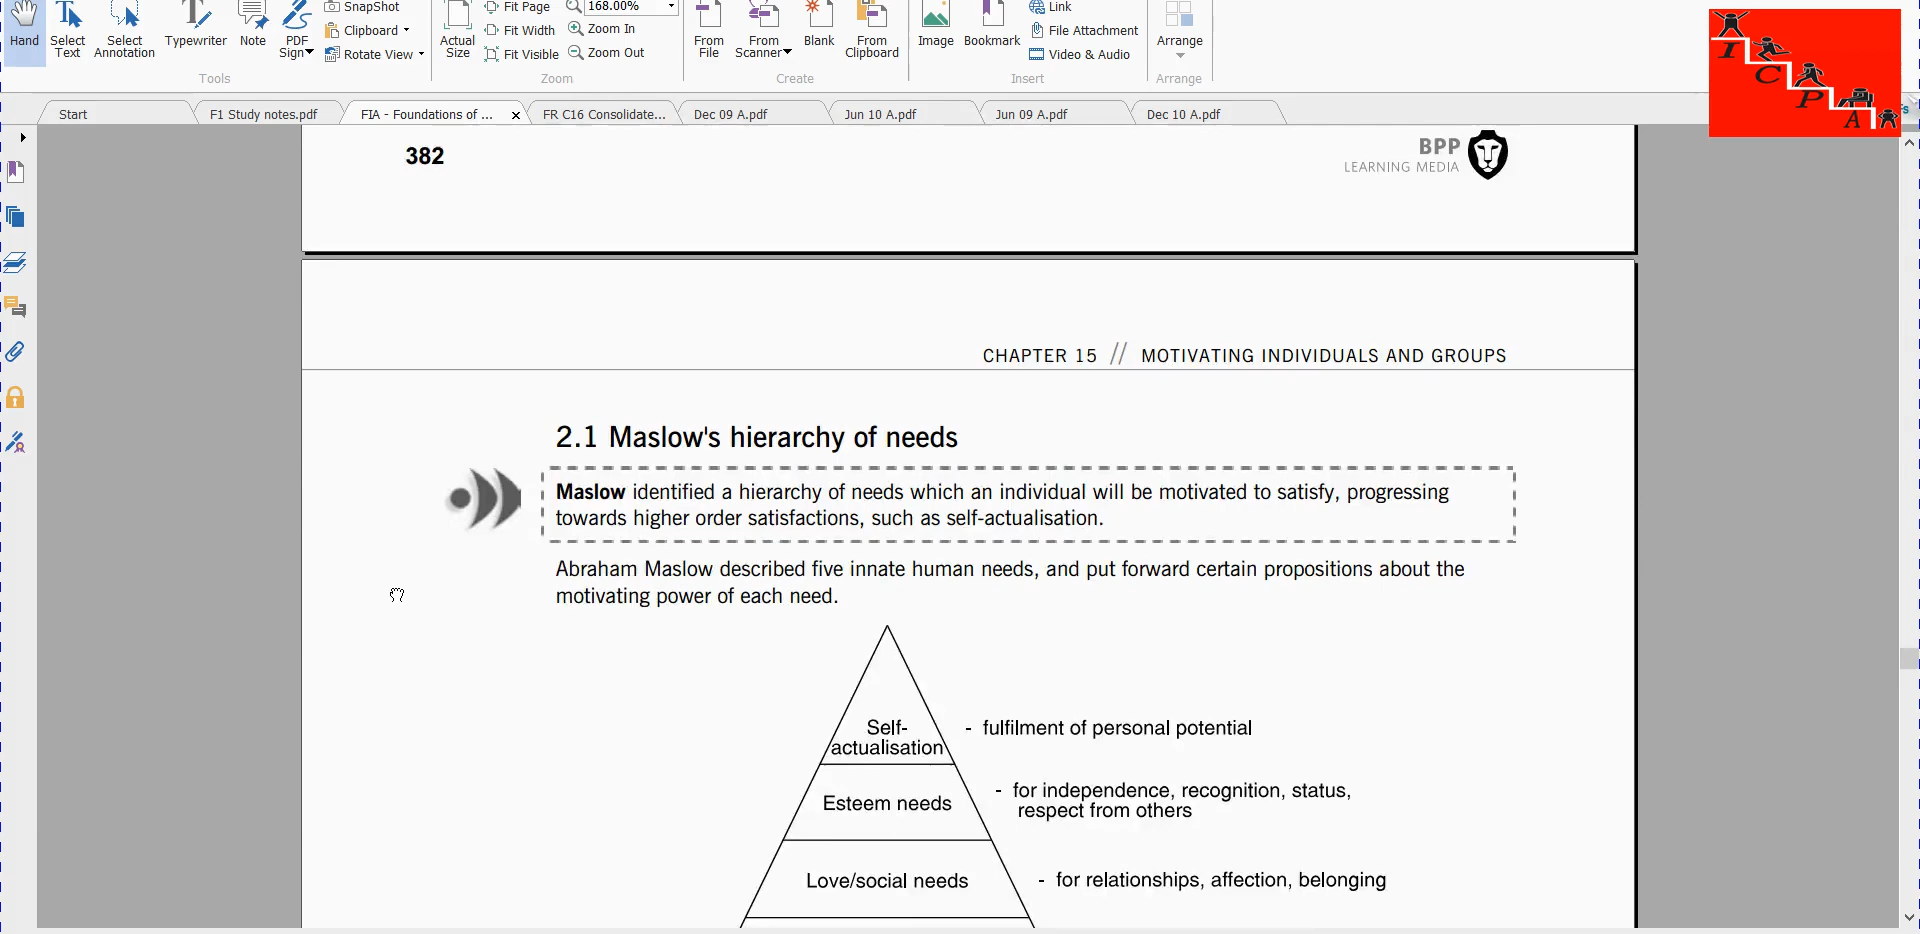 SnapShot
Fit Page
168.00%
Link
Hand
Select
Text
Select
Annotation
Typewriter
Note
PDF
Sign
Clipboard
Rotate View
Actual
Size
Fit Width
Zoom In
Fit Visible
Zoom Out
From
File
From
Scanner
Blank
From
Clipboard
Image
Bookmark
File Attachment
Video & Audio
Arrange
Tools
Zoom
Create
Insert
Arrange
I
C
P
A
Start
F1 Study notes.pdf
FIA - Foundations of ...
FR C16 Consolidate...
Dec 09 A.pdf
Jun 10 A.pdf
Jun 09 A.pdf
Dec 10 A.pdf
382
BPP
LEARNING MEDIA
CHAPTER 15 // MOTIVATING INDIVIDUALS AND GROUPS
2.1 Maslow's hierarchy of needs
Maslow identified a hierarchy of needs which an individual will be motivated to satisfy, progressing
towards higher order satisfactions, such as self-actualisation.
Abraham Maslow described five innate human needs, and put forward certain propositions about the
motivating power of each need.
Self-
actualisation
- fulfilment of personal potential
Esteem needs
- for independence, recognition, status,
respect from others
Love/social needs
- for relationships, affection, belonging